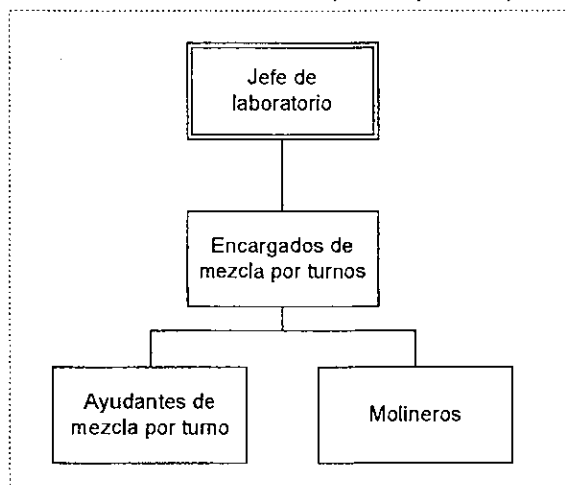 Jefe de
laboratorio
Encargados de
mezcla por turnos
Ayudantes de
mezcla por turno
Molineros